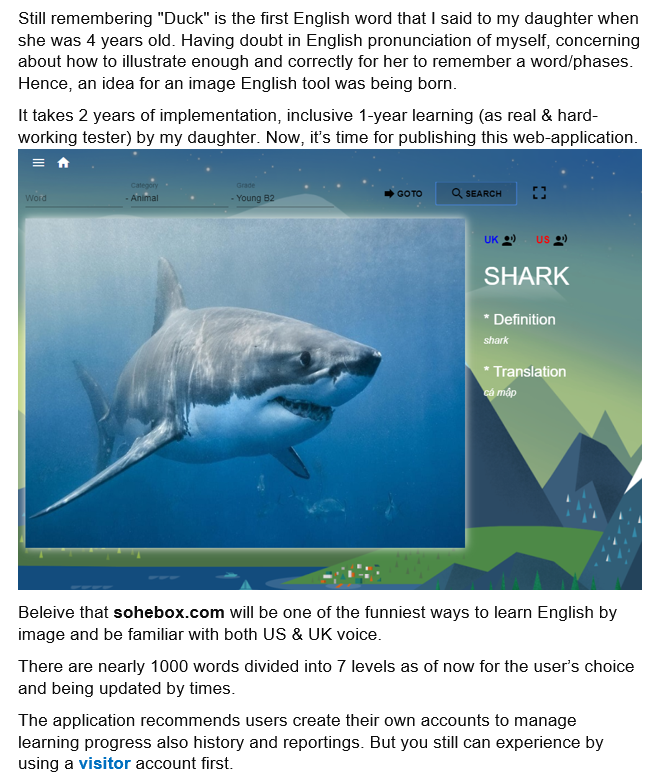 Still remembering "Duck" is the first English word that I said to my daughter when
she was 4 years old. Having doubt in English pronunciation of myself, concerning
about how to illustrate enough and correctly for her to remember a word/phases.
Hence, an idea for an image English tool was being born.
It takes 2 years of implementation, inclusive 1-year learning (as real & hard-
working tester) by my daughter. Now, it’s time for publishing this web-application.
Category Grade
Word - Animal - Young B2 GO TO SEARCH
UK US
SHARK
* Definition
shark
* Translation
cá mập
Beleive that sohebox.com will be one of the funniest ways to learn English by
image and be familiar with both US & UK voice.
There are nearly 1000 words divided into 7 levels as of now for the user’s choice
and being updated by times.
The application recommends users create their own accounts to manage
learning progress also history and reportings. But you still can experience by
using a visitor account first.